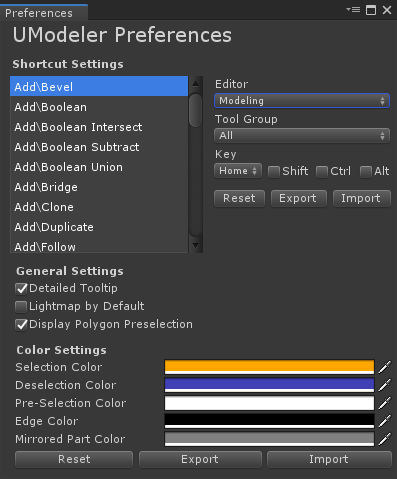 Preferences
UModeler Preferences
Shortcut Settings
Add\Bevel
Add\Boolean
Add\Boolean Intersect
Add\Boolean Subtract
Add\Boolean Union
Add\Bridge
Add\Clone
Add\Duplicate
Add\Follow
Editor
Modeling
Tool Group
All
Key
Home Shift Ctrl Alt
Reset Export Import
General Settings
Detailed Tooltip
Lightmap by Default
Display Polygon Preselection
Color Settings
Selection Color
Deselection Color
Pre-Selection Color
Edge Color
Mirrored Part Color
Reset Export Import